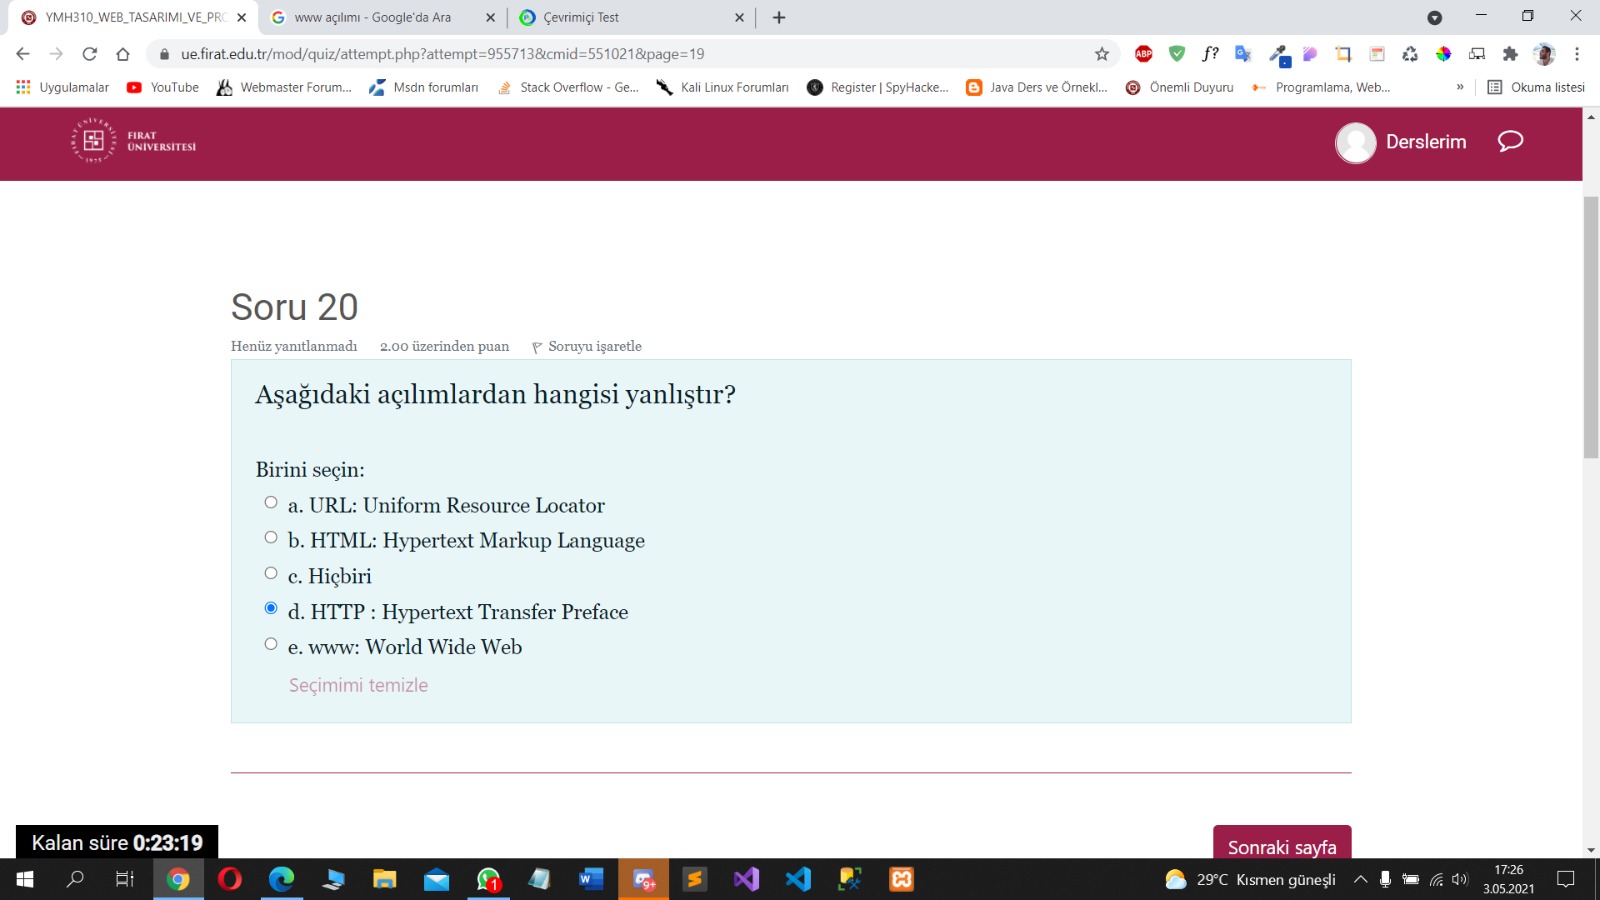 YMH310_WEB_TASARIMI_VE_PRO
www açılımı - Google'da Ara
Çevrimiçi Test
ue.firat.edu.tr/mod/quiz/attempt.php?attempt=955713&cmid=551021&page=19
ABP
f?
Uygulamalar
YouTube
Webmaster Forum...
Msdn forumları
Stack Overflow - Ge...
Kali Linux Forumları
Register | SpyHacke...
Java Ders ve Örnekl...
Önemli Duyuru
Programlama, Web...
»
Okuma listesi
FIRAT
ÜNİVERSİTESİ
Derslerim
Soru 20
Henüz yanıtlanmadı 2.00 üzerinden puan Soruyu işaretle
Aşağıdaki açılımlardan hangisi yanlıştır?
Birini seçin:
a. URL: Uniform Resource Locator
b. HTML: Hypertext Markup Language
c. Hiçbiri
d. HTTP : Hypertext Transfer Preface
e. www: World Wide Web
Seçimimi temizle
Kalan süre 0:23:19
Sonraki sayfa
1
9+
29°C Kısmen güneşli
17:26
3.05.2021